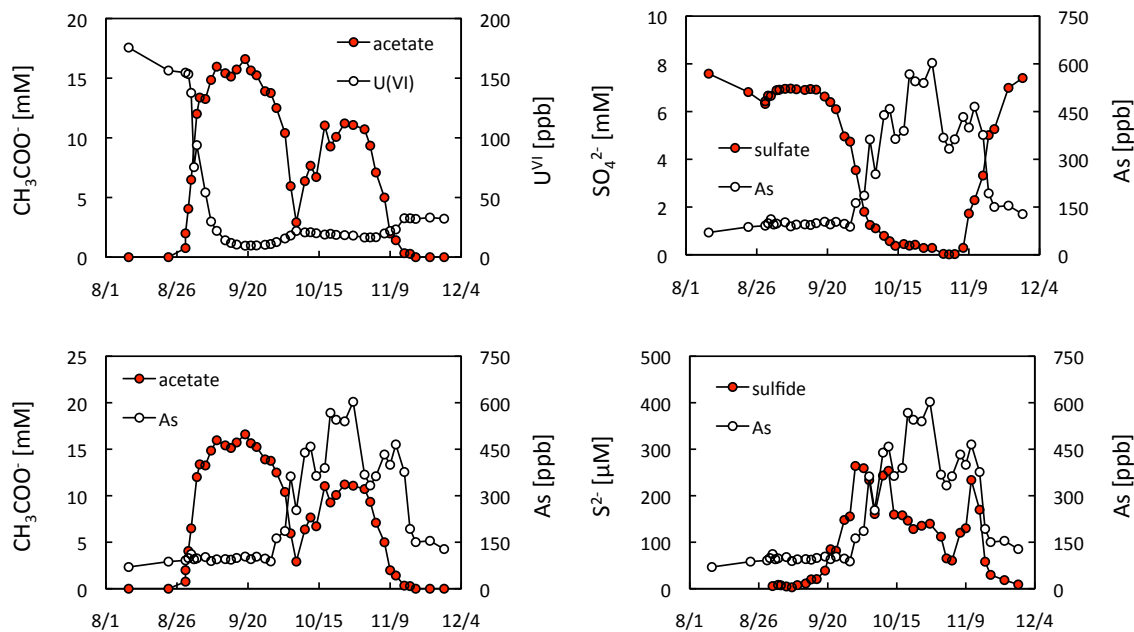 20
15
10
5
0
CH₃COO⁻ [mM]
acetate
U(VI)
200
150
100
50
0
Uⱽᴵ [ppb]
8/1 8/26 9/20 10/15 11/9 12/4
10
8
6
4
2
0
SO₄²⁻ [mM]
sulfate
As
750
600
450
300
150
0
As [ppb]
8/1 8/26 9/20 10/15 11/9 12/4
25
20
15
10
5
0
CH₃COO⁻ [mM]
acetate
As
750
600
450
300
150
0
As [ppb]
8/1 8/26 9/20 10/15 11/9 12/4
500
400
300
200
100
0
S²⁻ [µM]
sulfide
As
750
600
450
300
150
0
As [ppb]
8/1 8/26 9/20 10/15 11/9 12/4